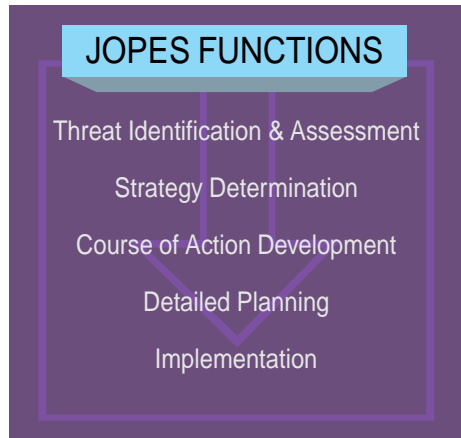 JOPES FUNCTIONS
Threat Identification & Assessment
Strategy Determination
Course of Action Development
Detailed Planning
Implementation